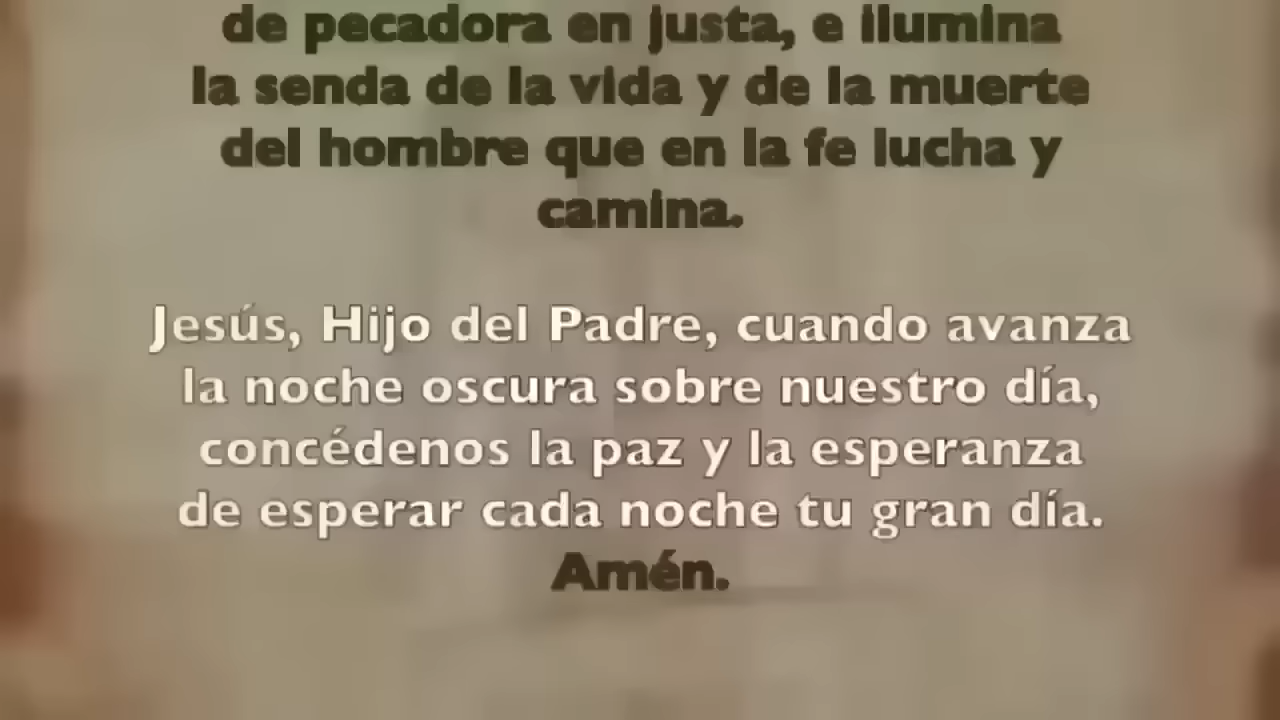 de pecadora en justa, e ilumina
la senda de la vida y de la muerte
del hombre que en la fe lucha y
camina.
Jesús, Hijo del Padre, cuando avanza
la noche oscura sobre nuestro día,
concédenos la paz y la esperanza
de esperar cada noche tu gran día.
Amén.